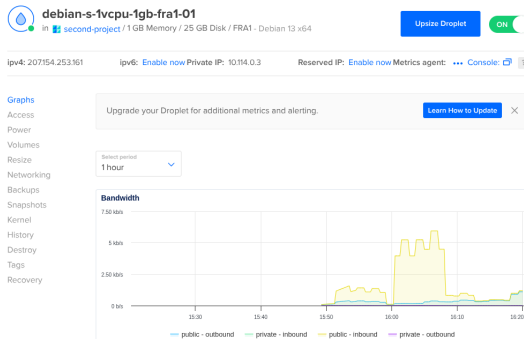 debian-s-1vcpu-1gb-fra1-01
in second-project / 1 GB Memory / 25 GB Disk / FRA1 - Debian 13 x64
Upsize Droplet
ON
ipv4: 207.154.253.161 ipv6: Enable now Private IP: 10.114.0.3 Reserved IP: Enable now Metrics agent: ••• Console:
Graphs
Access
Power
Volumes
Resize
Networking
Backups
Snapshots
Kernel
History
Destroy
Tags
Recovery
Upgrade your Droplet for additional metrics and alerting.
Learn How to Update
Select period
1 hour
Bandwidth
7.50 kb/s
5 kb/s
2.50 kb/s
0 b/s
15:30 15:40 15:50 16:00 16:10 16:20
public - outbound private - inbound public - inbound private - outbound